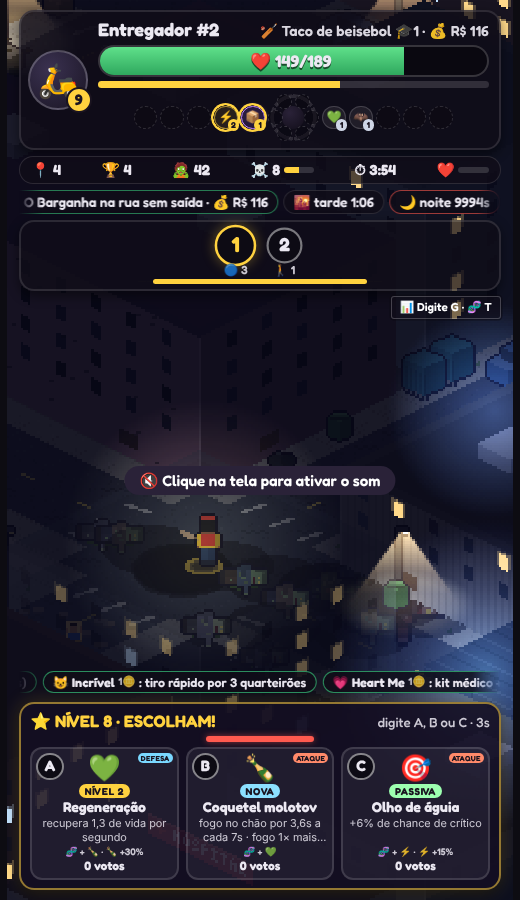 Entregador #2
Taco de beisebol 1 · R$ 116
149/189
9
2 1 1 1
4 4 42 8 3:54
Barganha na rua sem saída · R$ 116 tarde 1:06 noite 9994s
1 2
3 1
Digite G · T
Clique na tela para ativar o som
Incrível 1 : tiro rápido por 3 quarteirões Heart Me 1 : kit médico
NÍVEL 8 · ESCOLHAM!
digite A, B ou C · 3s
A DEFESA
NÍVEL 2
Regeneração
recupera 1,3 de vida por
segundo
+ · +30%
0 votos
B ATAQUE
NOVA
Coquetel molotov
fogo no chão por 3,6s a
cada 7s · fogo 1× mais...
+
0 votos
C ATAQUE
PASSIVA
Olho de águia
+6% de chance de crítico
+ · +15%
0 votos